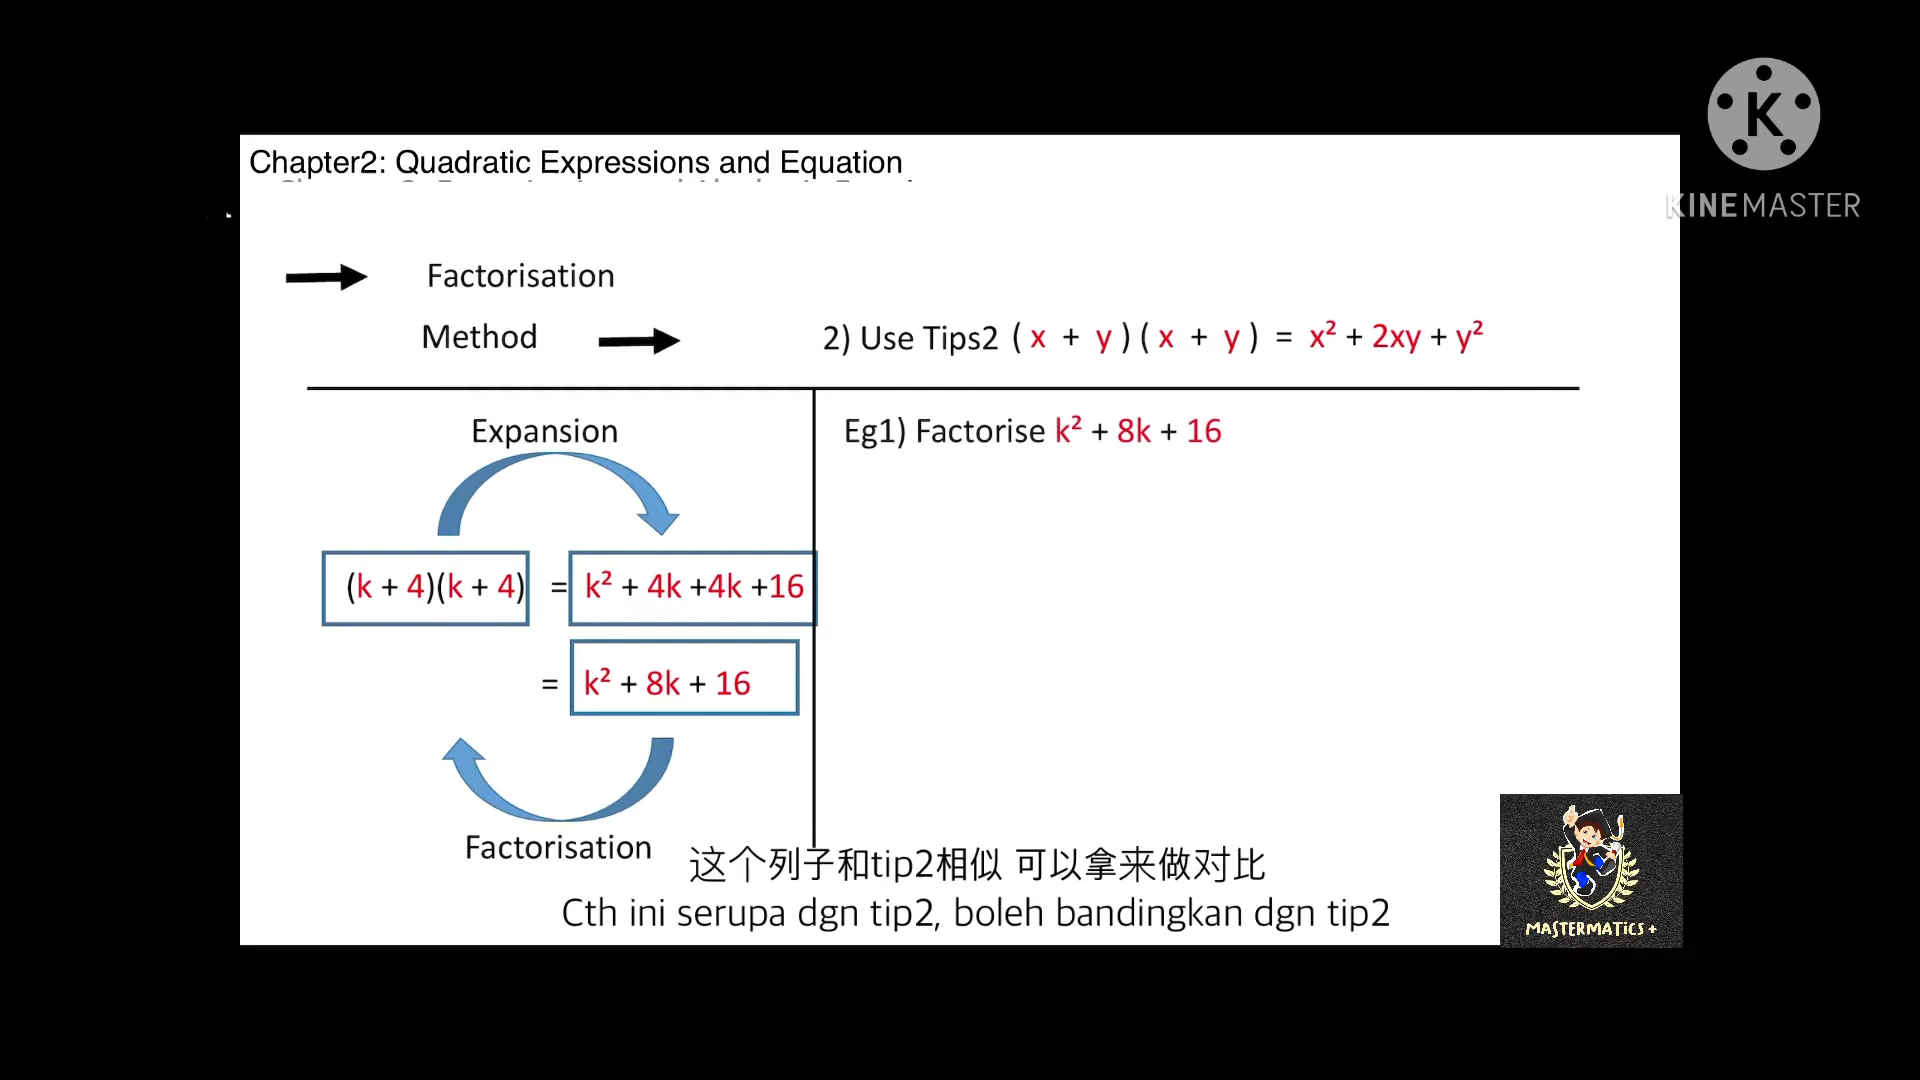 K
KINEMASTER
Chapter2: Quadratic Expressions and Equation
Factorisation
Method
2) Use Tips2 ( x + y ) ( x + y ) = x² + 2xy + y²
Expansion
(k + 4)(k + 4) = k² + 4k +4k +16
= k² + 8k + 16
Factorisation
Eg1) Factorise k² + 8k + 16
这个列子和tip2相似 可以拿来做对比
Cth ini serupa dgn tip2, boleh bandingkan dgn tip2
MASTERMATICS +